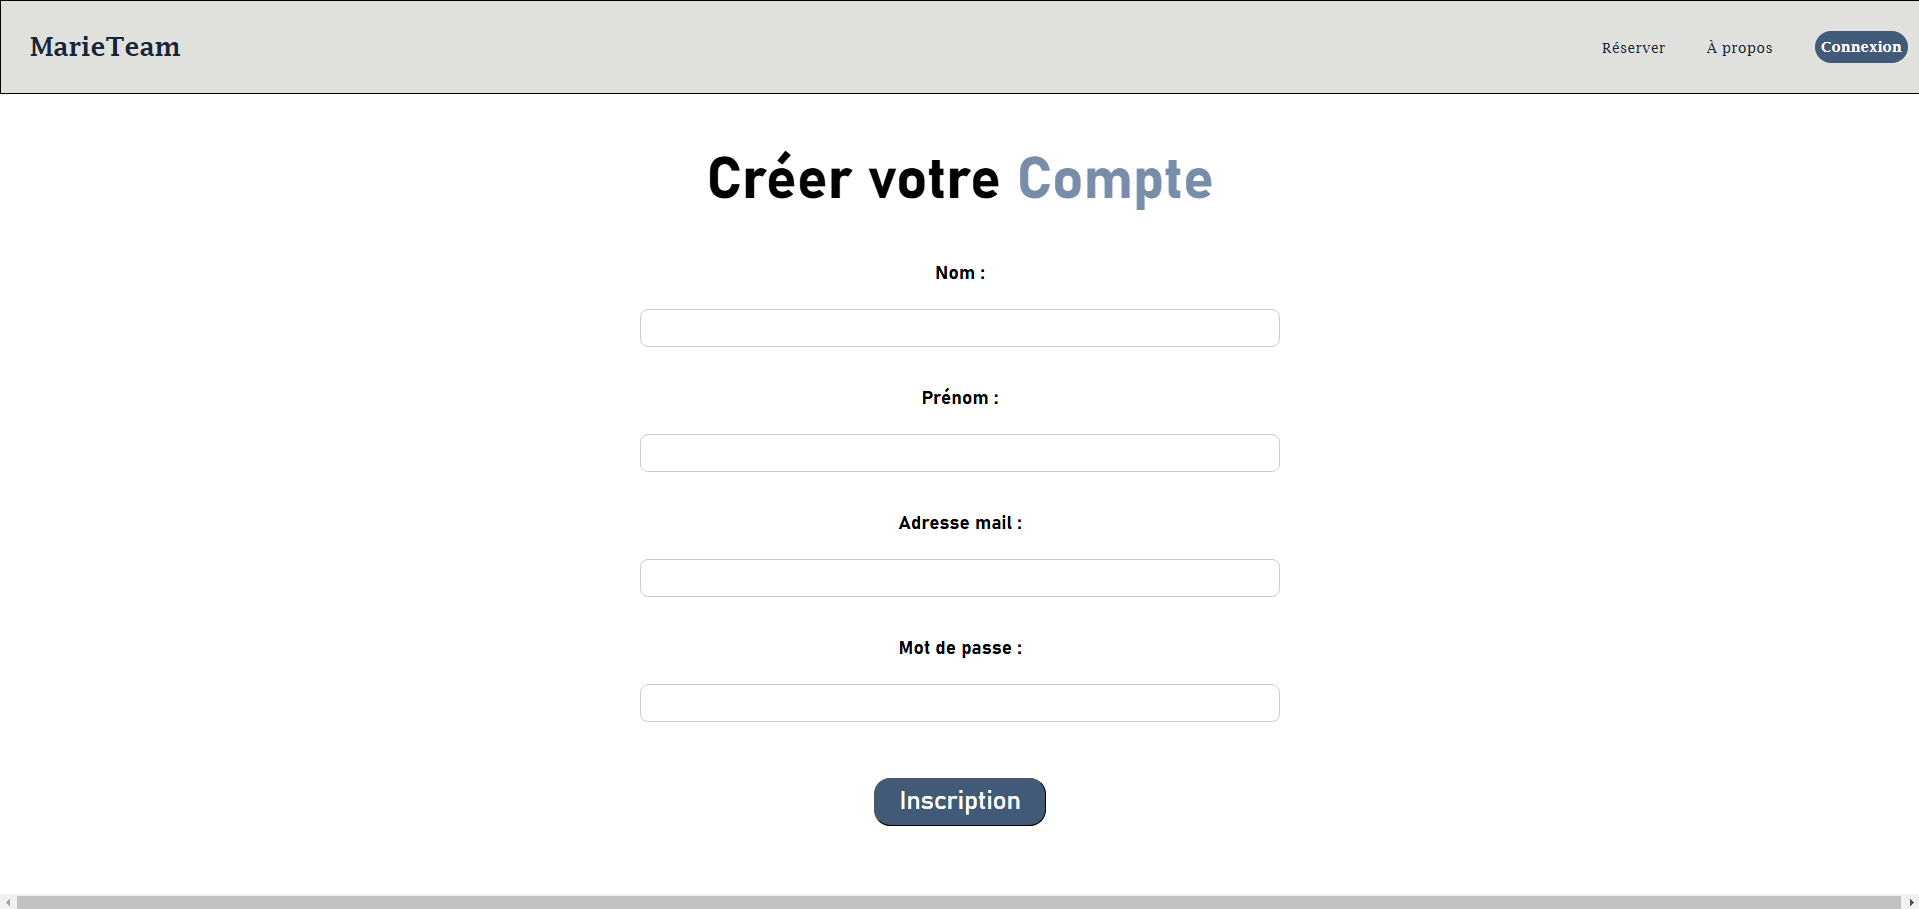 MarieTeam
Réserver
À propos
Connexion
Créer votre Compte
Nom :
Prénom :
Adresse mail :
Mot de passe :
Inscription